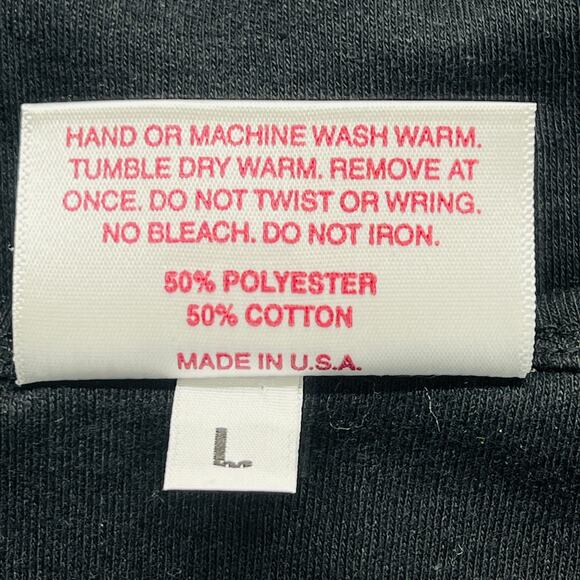 HAND OR MACHINE WASH WARM.
TUMBLE DRY WARM. REMOVE AT
ONCE. DO NOT TWIST OR WRING.
NO BLEACH. DO NOT IRON.
50% POLYESTER
50% COTTON
MADE IN U.S.A.
L